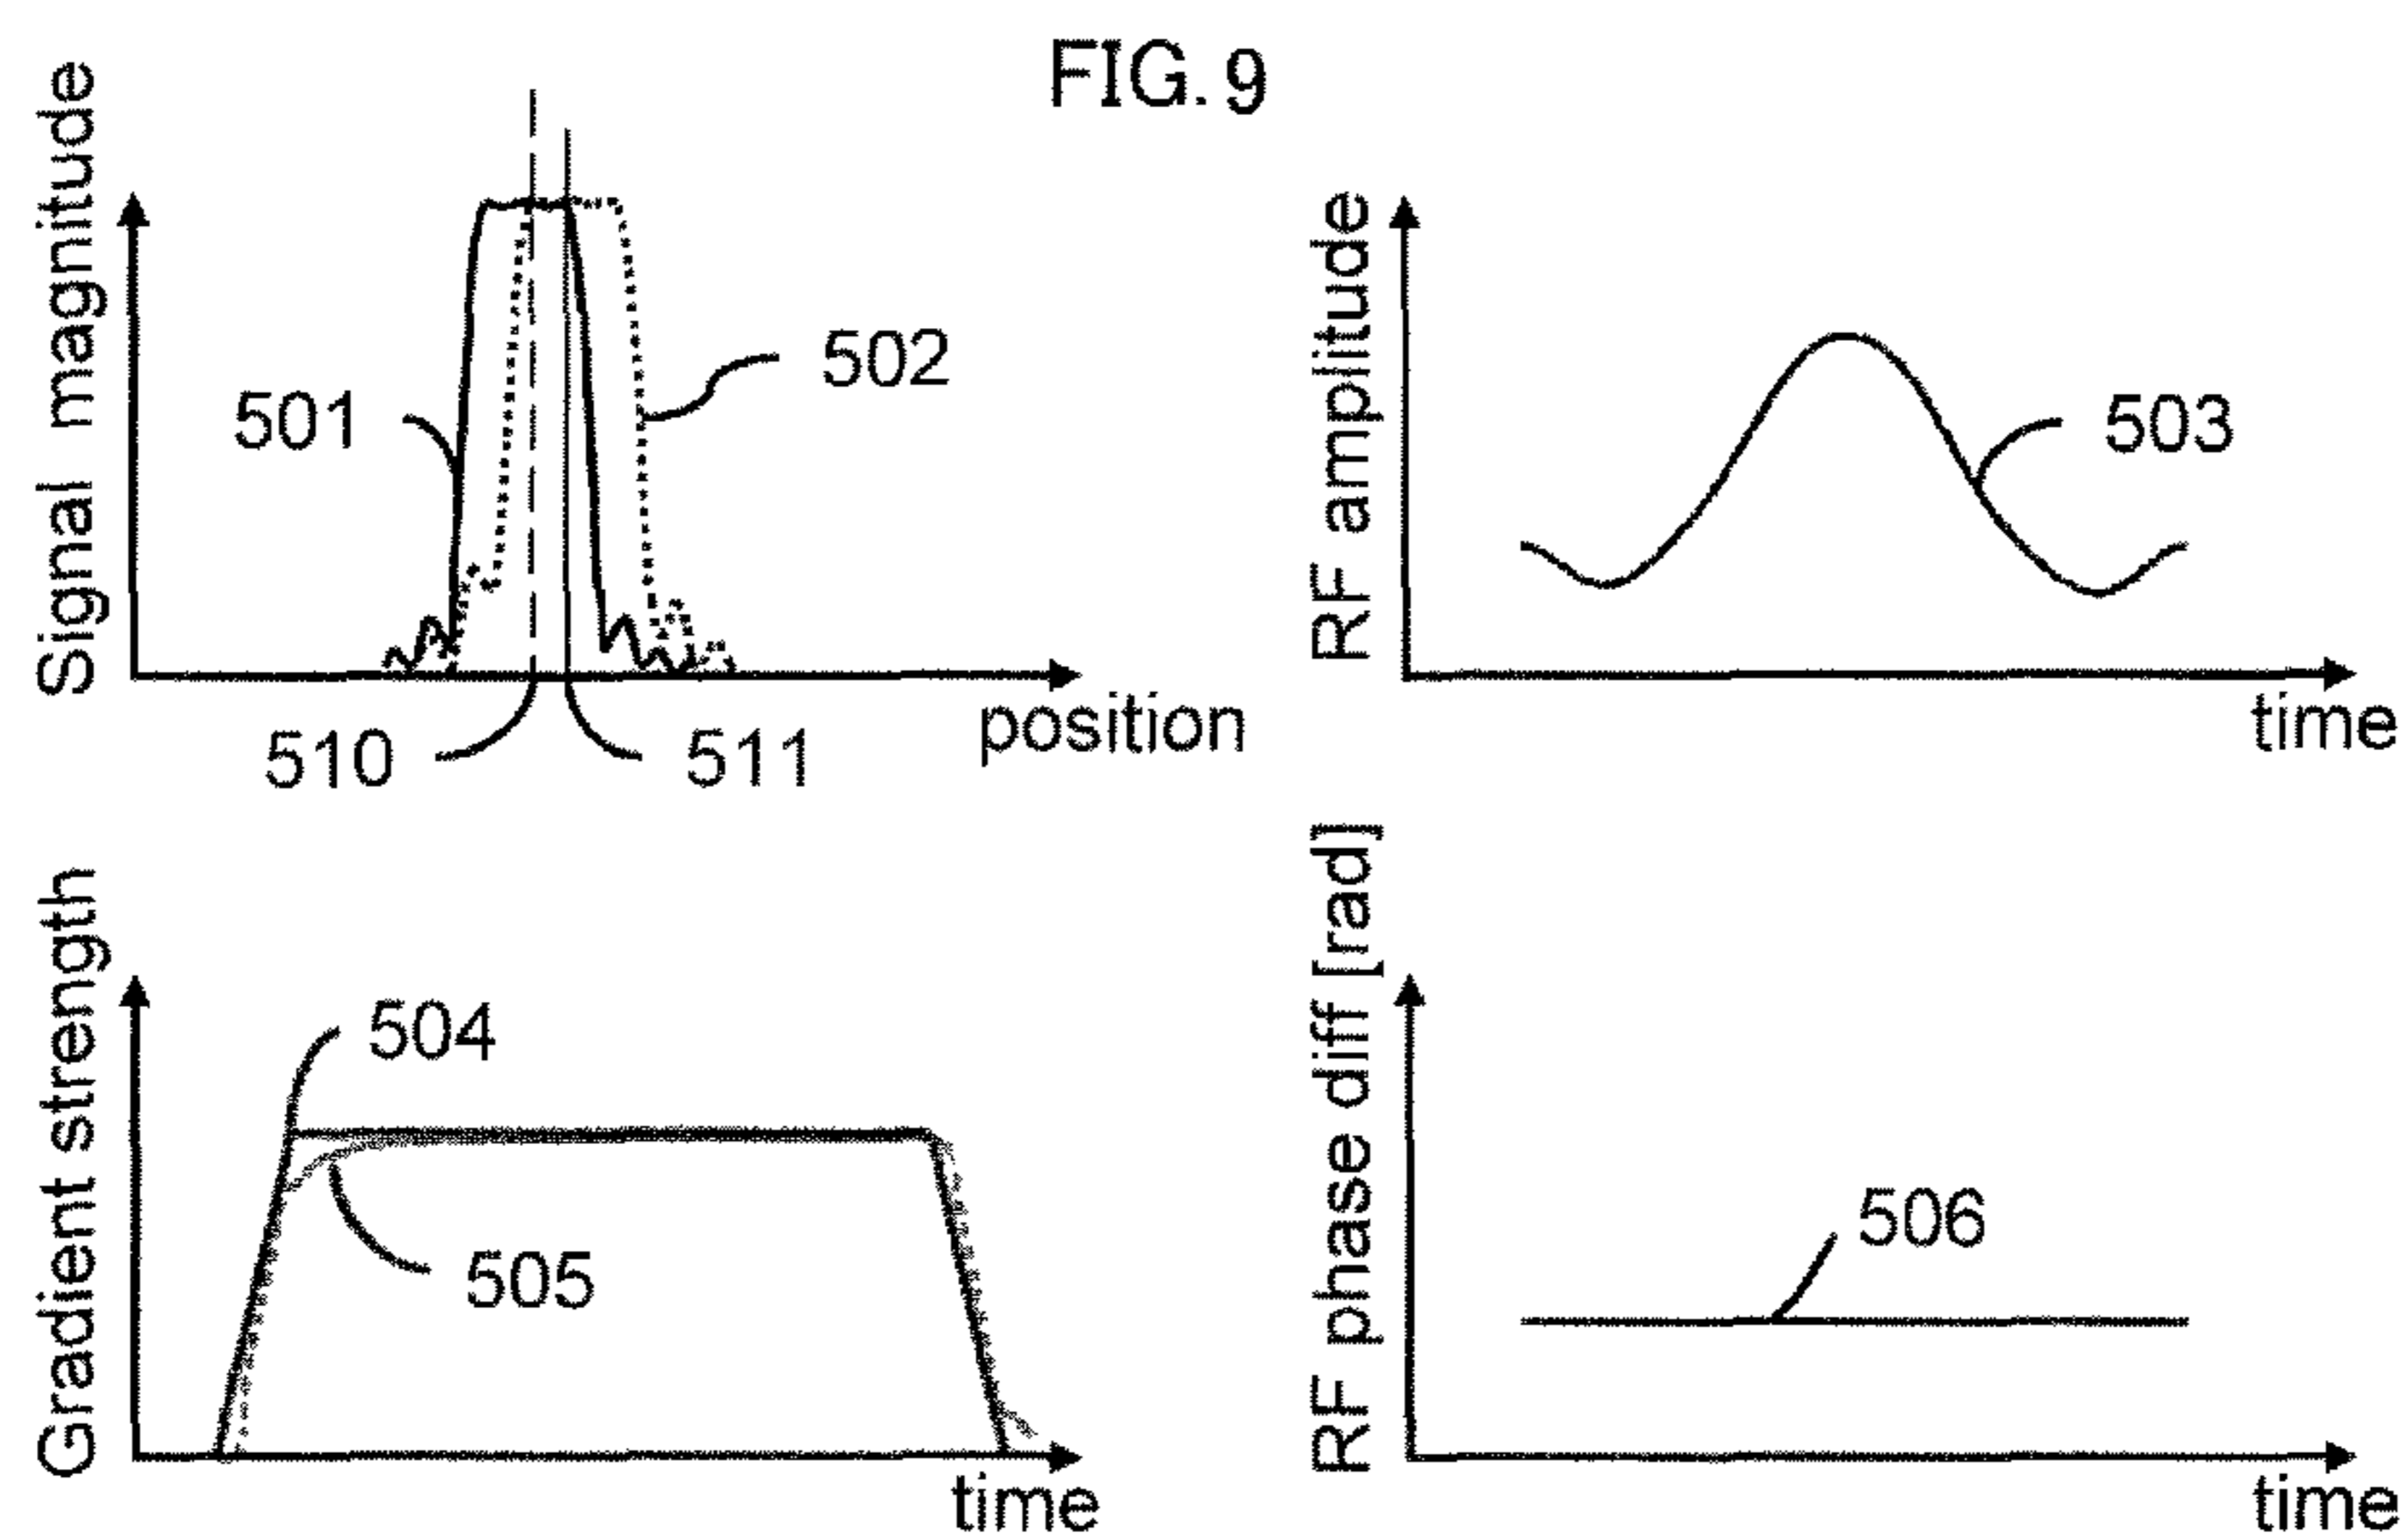 FIG. 9
Signal magnitude
501
502
510
511
position
RF amplitude
503
time
Gradient strength
504
505
time
RF phase diff [rad]
506
time